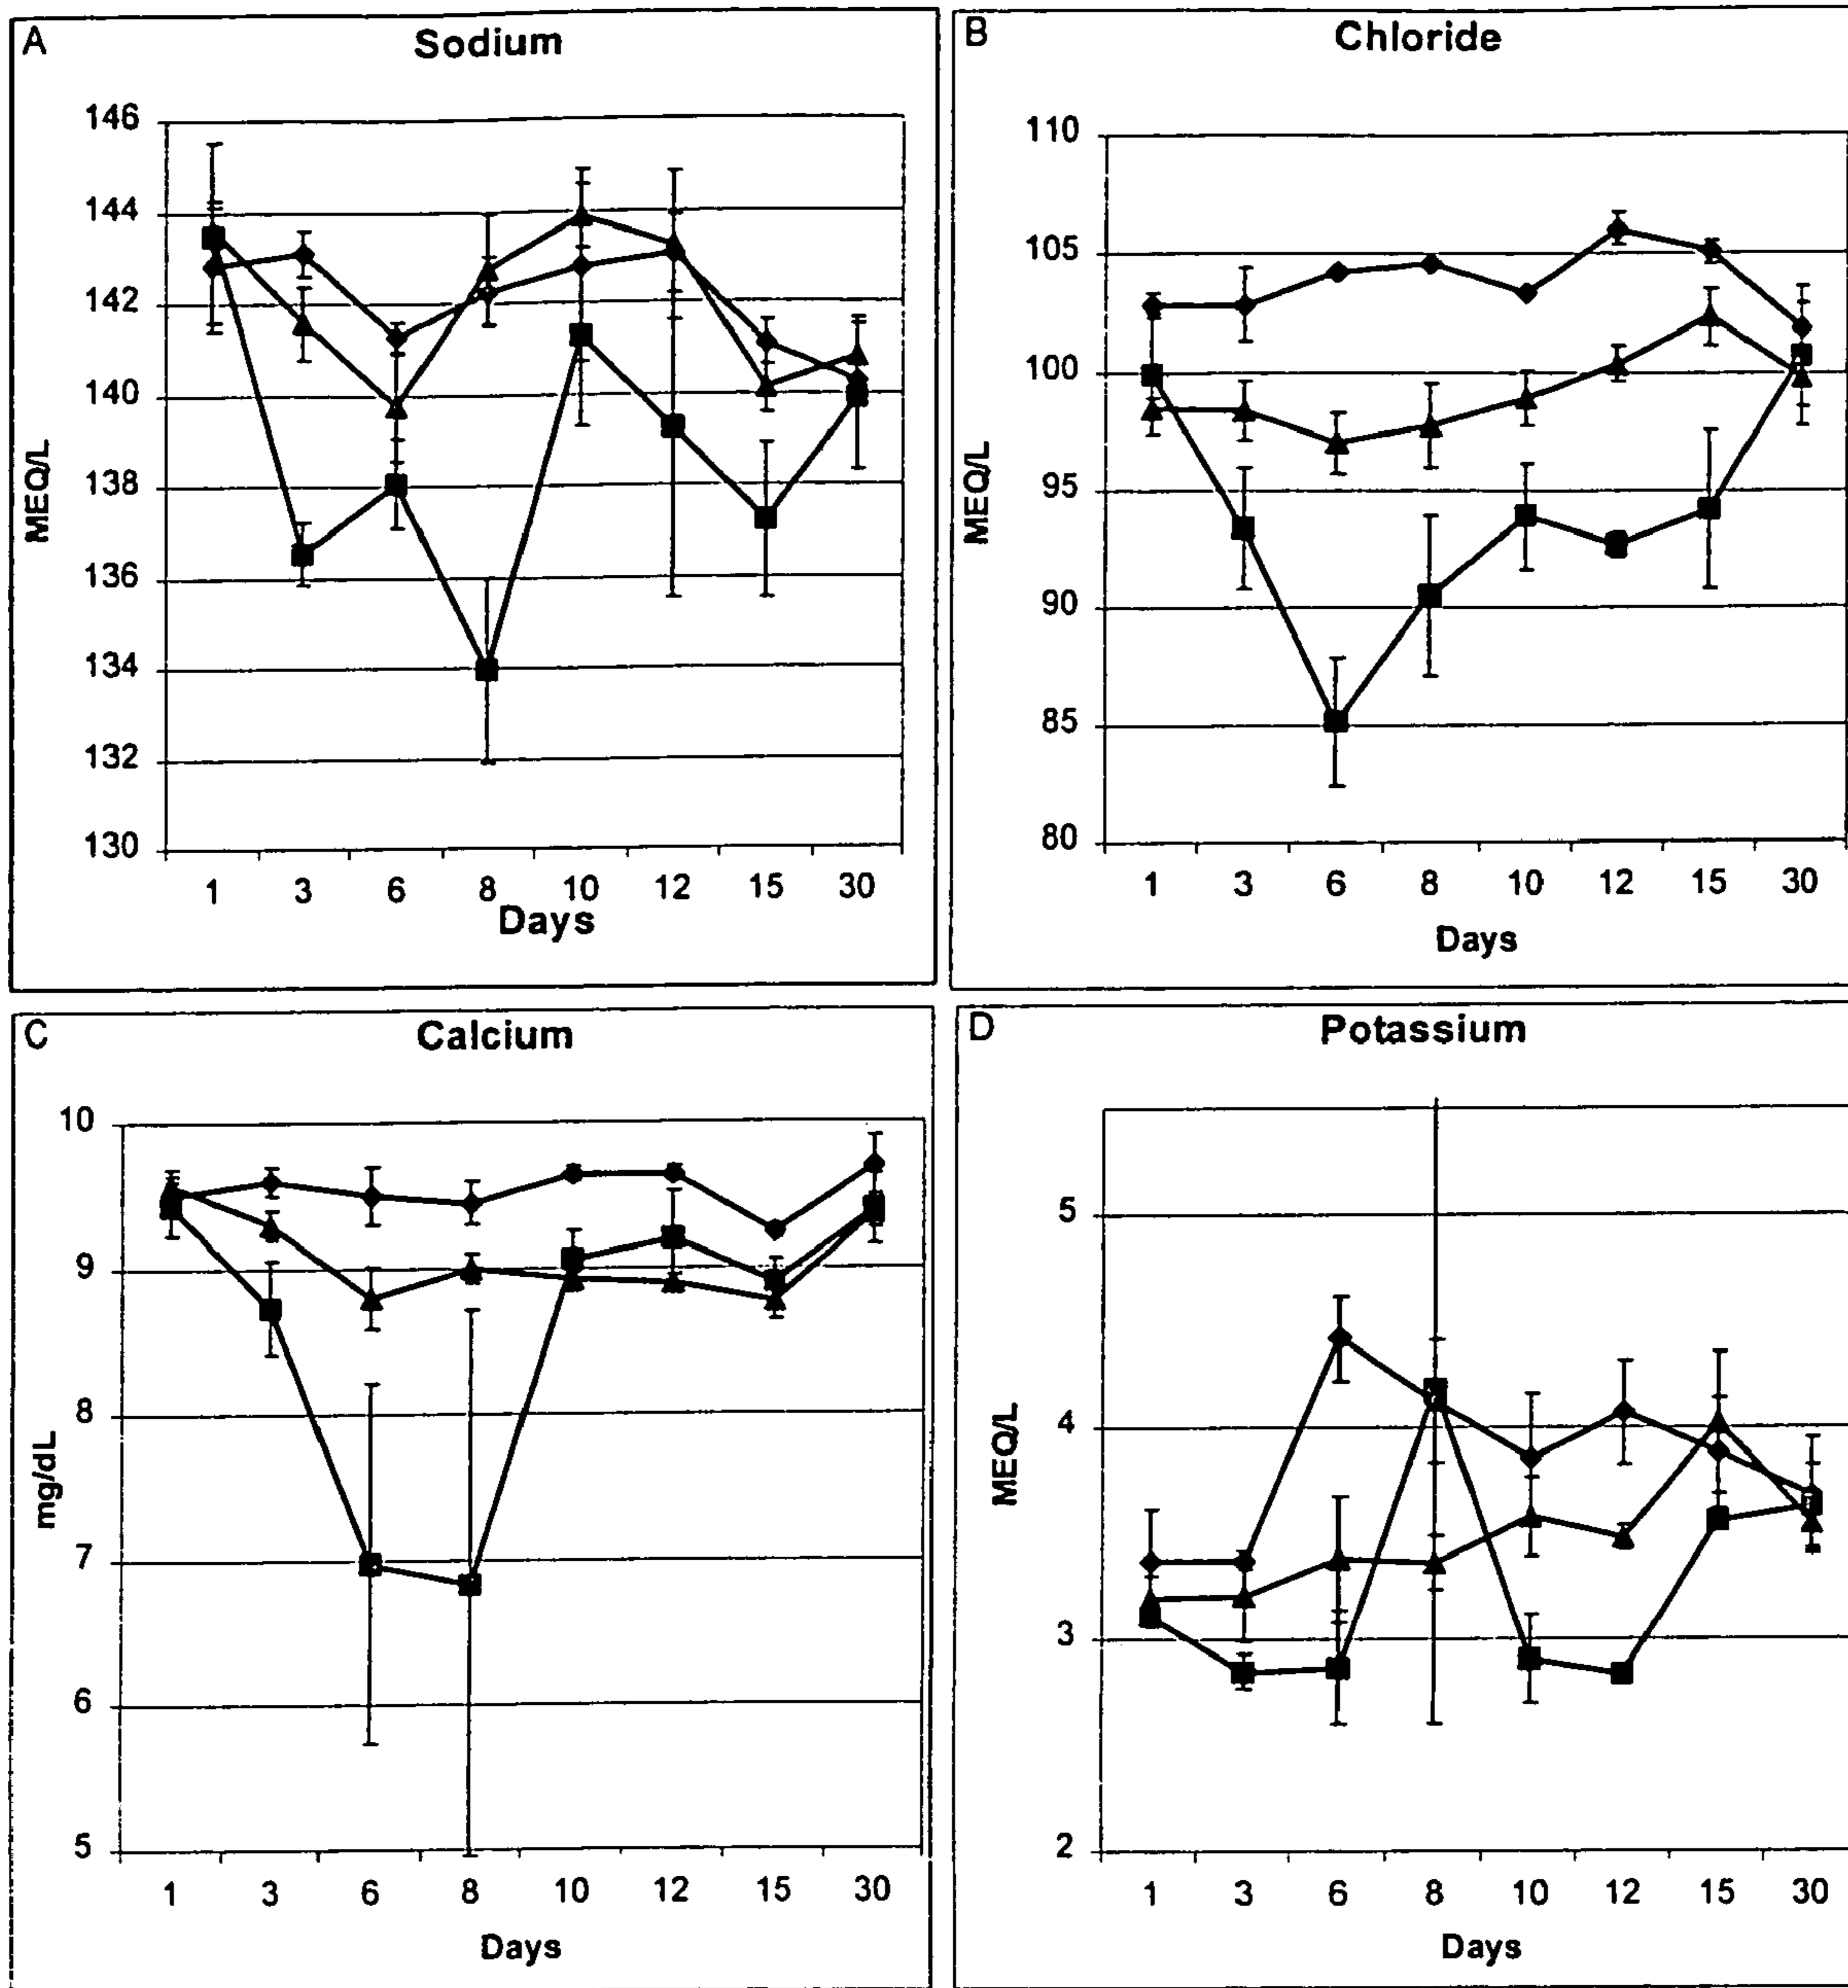 A
Sodium
146
144
142
140
138
136
134
132
130
MEQ/L
1 3 6 8 10 12 15 30
Days
B
Chloride
110
105
100
95
90
85
80
MEQ/L
1 3 6 8 10 12 15 30
Days
C
Calcium
10
9
8
7
6
5
mg/dL
1 3 6 8 10 12 15 30
Days
D
Potassium
5
4
3
2
MEQ/L
1 3 6 8 10 12 15 30
Days